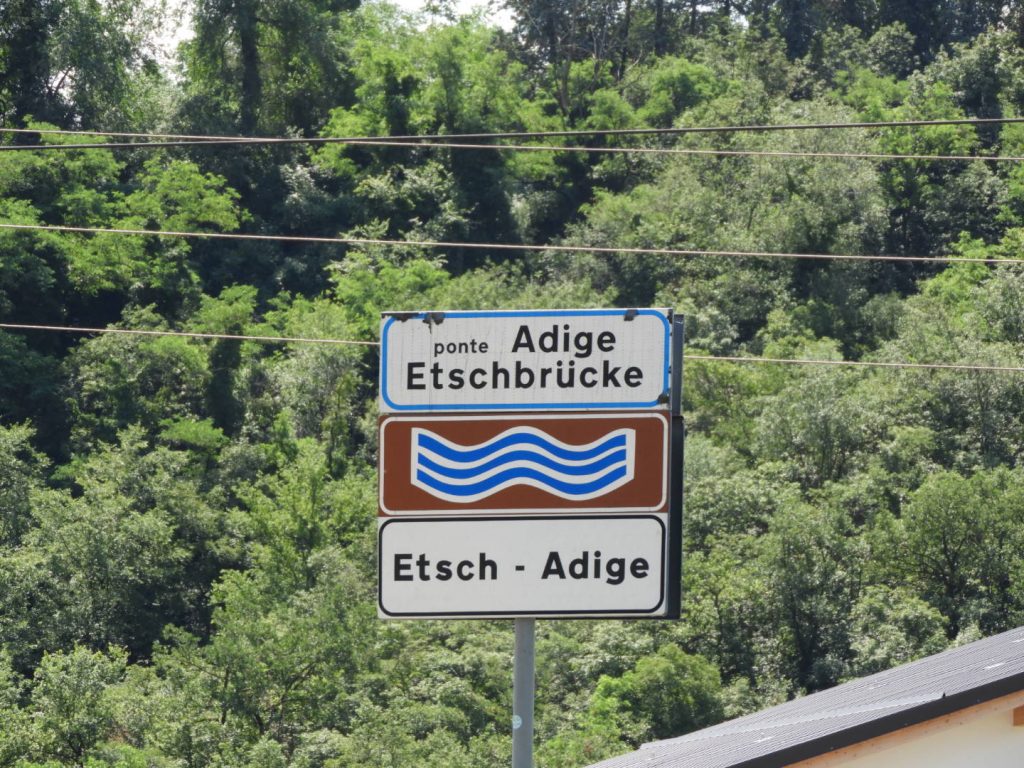 ponte Adige
Etschbrücke
Etsch - Adige